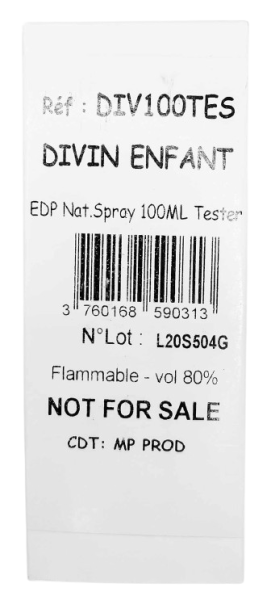 Réf : DIV100TES
DIVIN ENFANT
EDP Nat.Spray 100ML Tester
3 760168 590313
N°Lot : L20S504G
Flammable - vol 80%
NOT FOR SALE
CDT: MP PROD